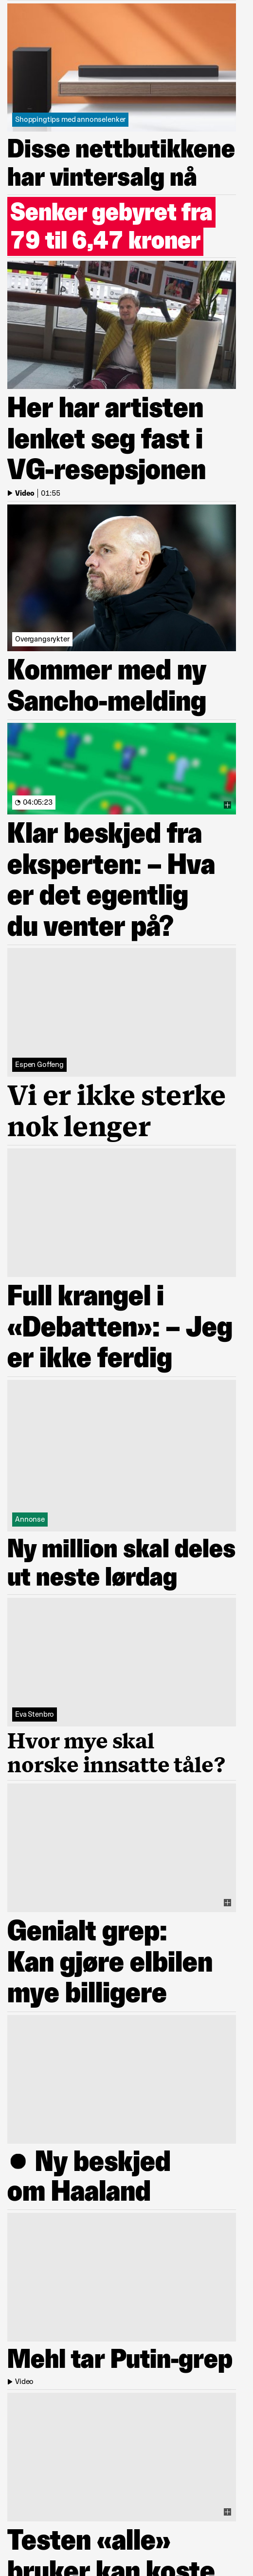 Shoppingtips med annonselenker
Disse nettbutikkene
har vintersalg nå
Senker gebyret fra
79 til 6,47 kroner
Her har artisten
lenket seg fast i
VG-resepsjonen
Video | 01:55
Overgangsrykter
Kommer med ny
Sancho-melding
04:05:23
Klar beskjed fra
eksperten: – Hva
er det egentlig
du venter på?
Espen Goffeng
Vi er ikke sterke
nok lenger
Full krangel i
«Debatten»: – Jeg
er ikke ferdig
Annonse
Ny million skal deles
ut neste lørdag
Eva Stenbro
Hvor mye skal
norske innsatte tåle?
Genialt grep:
Kan gjøre elbilen
mye billigere
● Ny beskjed
om Haaland
Mehl tar Putin-grep
Video
Testen «alle»
bruker kan koste